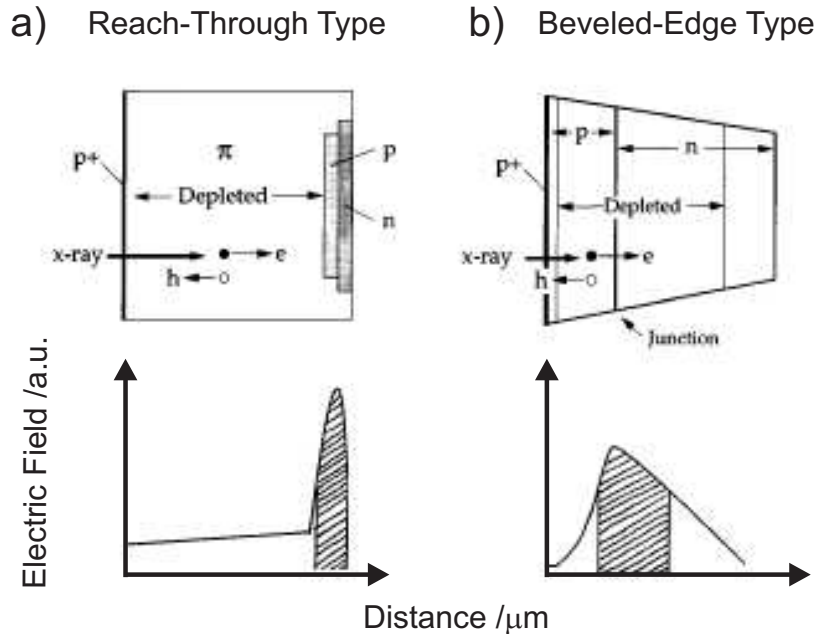 a) Reach-Through Type
b) Beveled-Edge Type
p+
π
p
n
Depleted
x-ray
e
h
p+
p
n
Depleted
x-ray
e
h
Junction
Electric Field /a.u.
Distance /μm